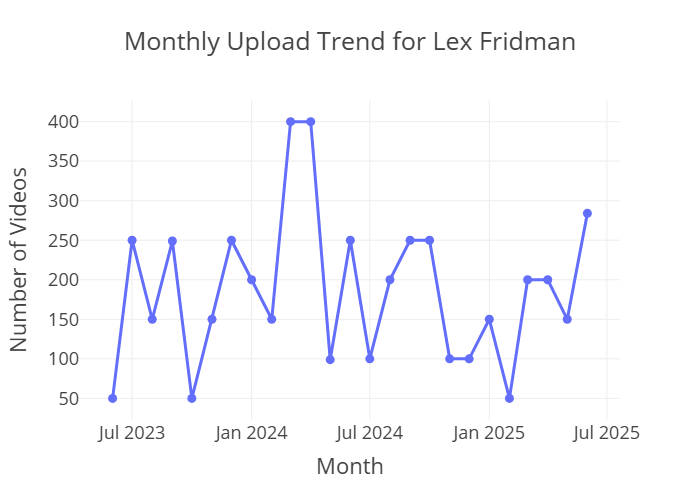 Monthly Upload Trend for Lex Fridman
Number of Videos
400
350
300
250
200
150
100
50
Jul 2023
Jan 2024
Jul 2024
Jan 2025
Jul 2025
Month